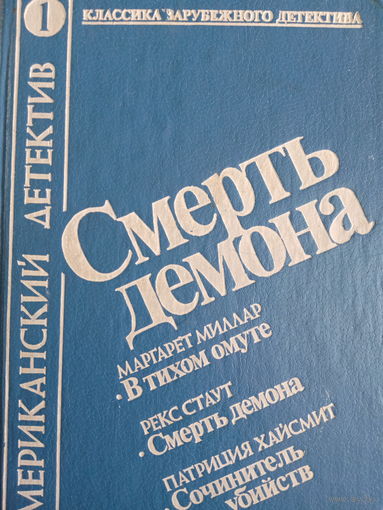 1
КЛАССИКА ЗАРУБЕЖНОГО ДЕТЕКТИВА
МЕРИКАНСКИЙ ДЕТЕКТИВ
Смерть
демона
МАРГАРЕТ МИЛЛАР
• В тихом омуте
РЕКС СТАУТ
• Смерть демона
ПАТРИЦИЯ ХАЙСМИТ
• Сочинитель
убийств